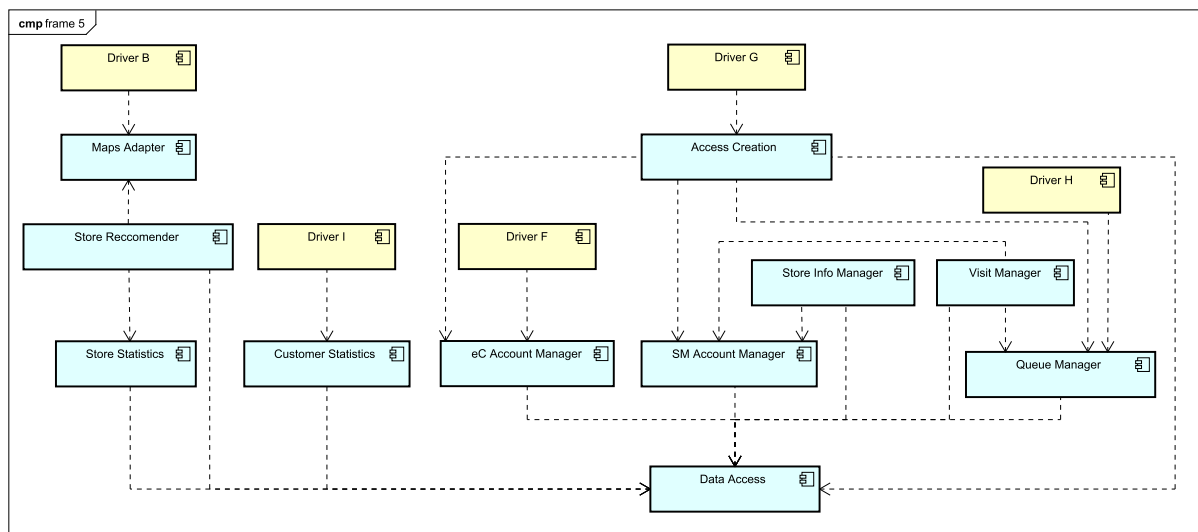 cmp frame 5
Driver B
Driver G
Maps Adapter
Access Creation
Driver H
Store Reccomender
Driver I
Driver F
Store Info Manager
Visit Manager
Store Statistics
Customer Statistics
eC Account Manager
SM Account Manager
Queue Manager
Data Access